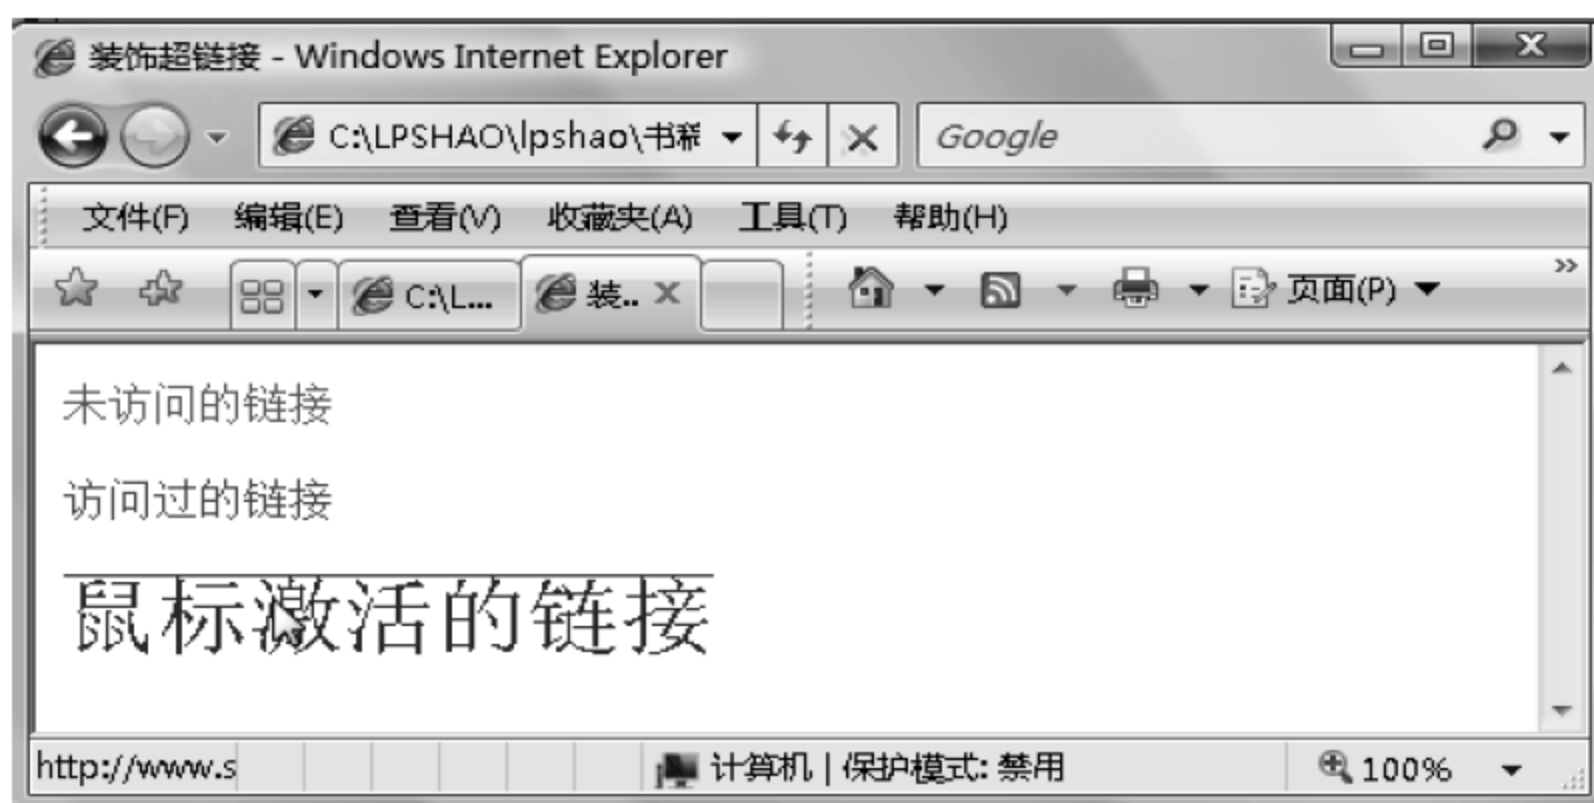 装饰超链接 - Windows Internet Explorer
C:\LPSHAO\lpshao\书稿 Google
文件(F) 编辑(E) 查看(V) 收藏夹(A) 工具(T) 帮助(H)
C:\L... 装.. 页面(P)
未访问的链接
访问过的链接
鼠标激活的链接
http://www.s 计算机 | 保护模式: 禁用 100%